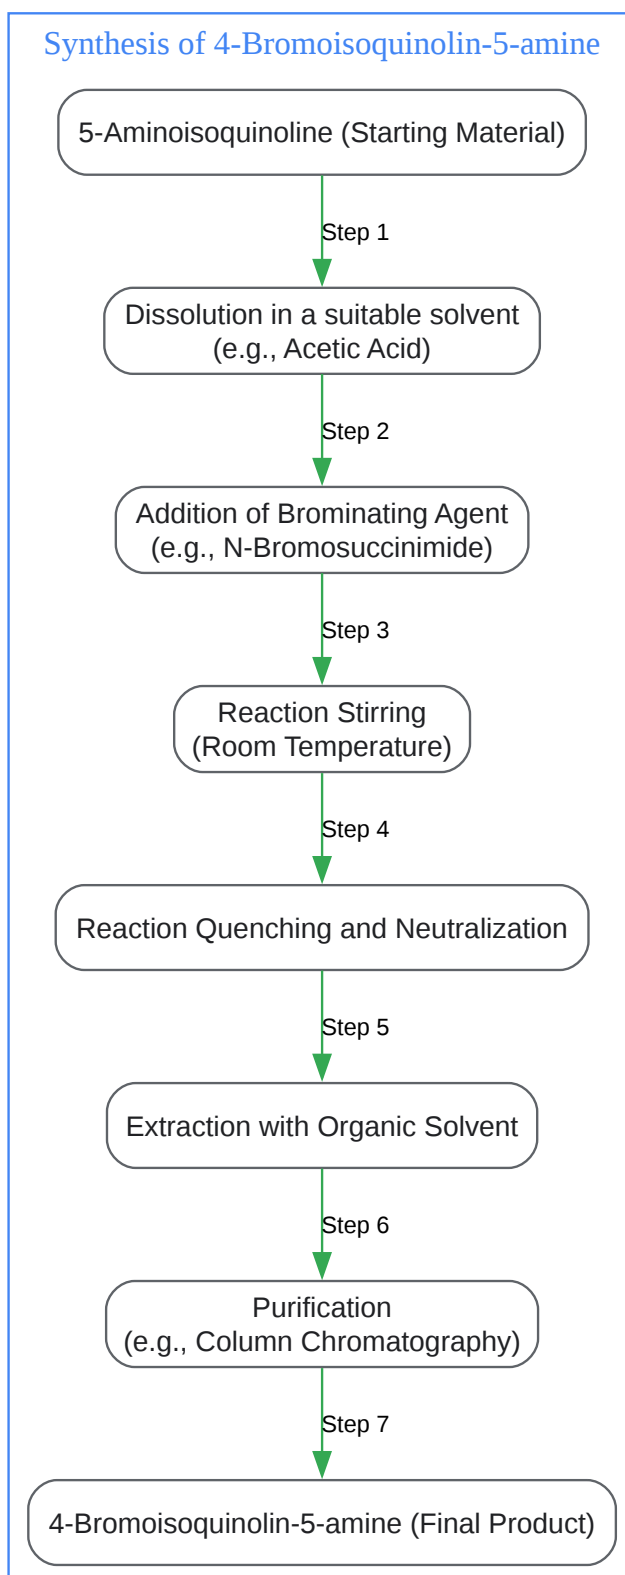 Synthesis of 4-Bromoisoquinolin-5-amine
5-Aminoisoquinoline (Starting Material)
Step 1
Dissolution in a suitable solvent
(e.g., Acetic Acid)
Step 2
Addition of Brominating Agent
(e.g., N-Bromosuccinimide)
Step 3
Reaction Stirring
(Room Temperature)
Step 4
Reaction Quenching and Neutralization
Step 5
Extraction with Organic Solvent
Step 6
Purification
(e.g., Column Chromatography)
Step 7
4-Bromoisoquinolin-5-amine (Final Product)